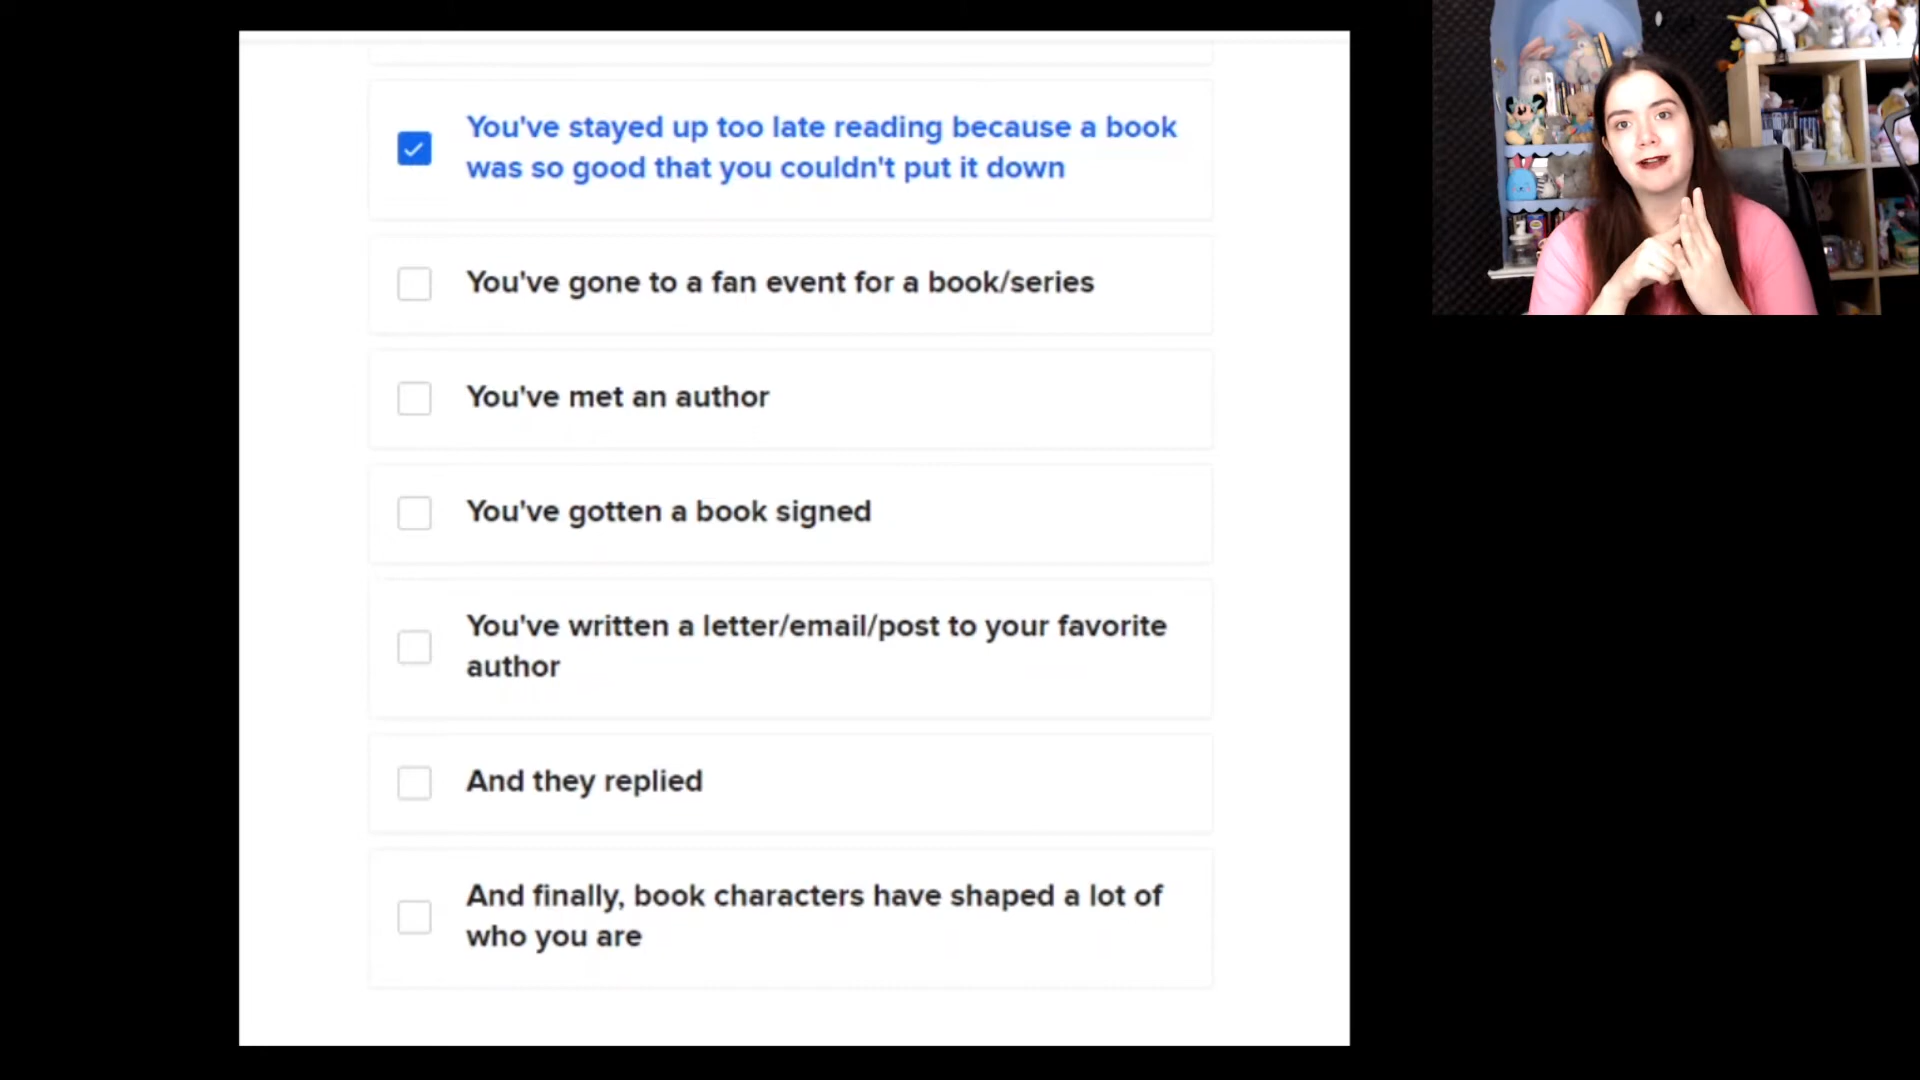 You've stayed up too late reading because a book
was so good that you couldn't put it down
You've gone to a fan event for a book/series
You've met an author
You've gotten a book signed
You've written a letter/email/post to your favorite
author
And they replied
And finally, book characters have shaped a lot of
who you are